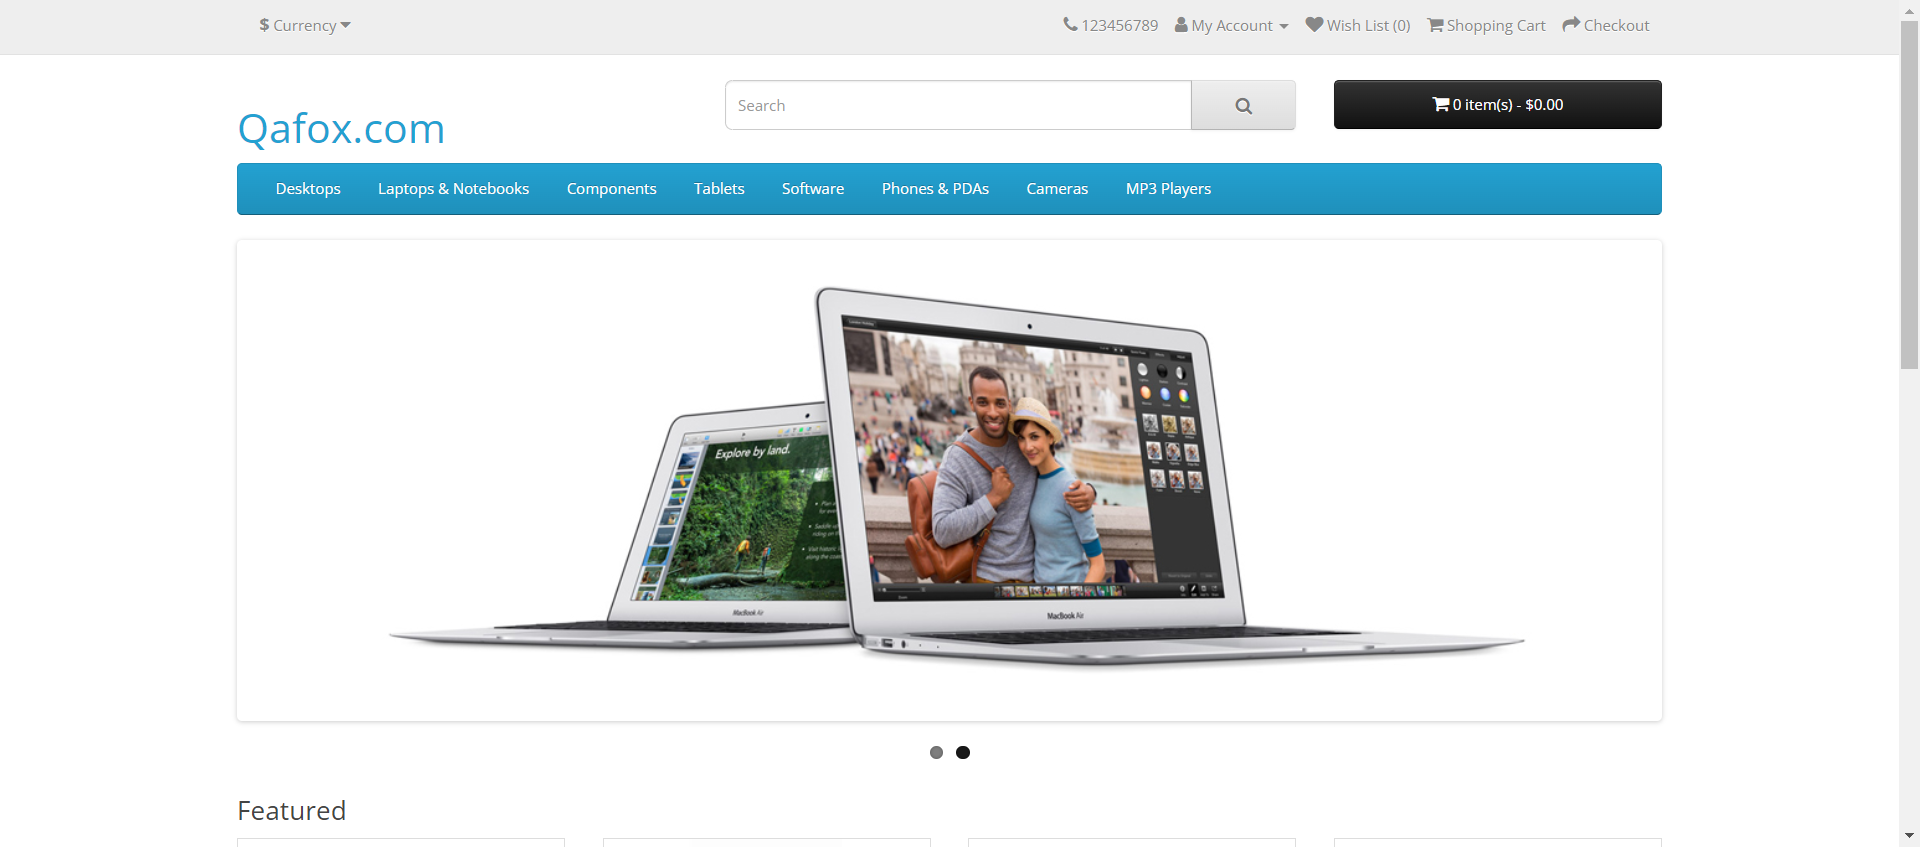 $ Currency
123456789 My Account Wish List (0) Shopping Cart Checkout
Qafox.com
Search
0 item(s) - $0.00
Desktops Laptops & Notebooks Components Tablets Software Phones & PDAs Cameras MP3 Players
Explore by land.
MacBook Air
MacBook Air
Featured